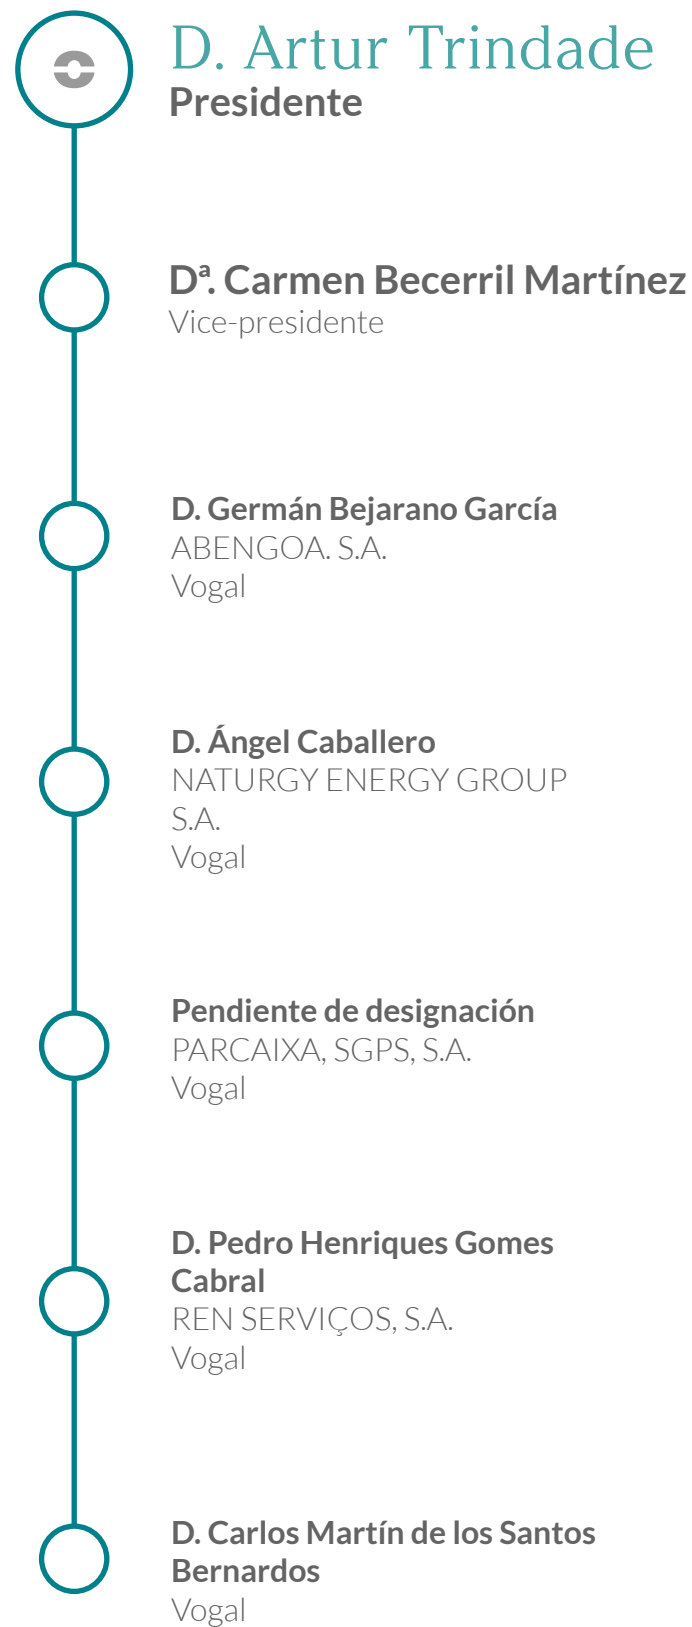 D. Artur Trindade
Presidente
Dª. Carmen Becerril Martínez
Vice-presidente
D. Germán Bejarano García
ABENGOA. S.A.
Vogal
D. Ángel Caballero
NATURGY ENERGY GROUP
S.A.
Vogal
Pendiente de designación
PARCAIXA, SGPS, S.A.
Vogal
D. Pedro Henriques Gomes
Cabral
REN SERVIÇOS, S.A.
Vogal
D. Carlos Martín de los Santos
Bernardos
Vogal